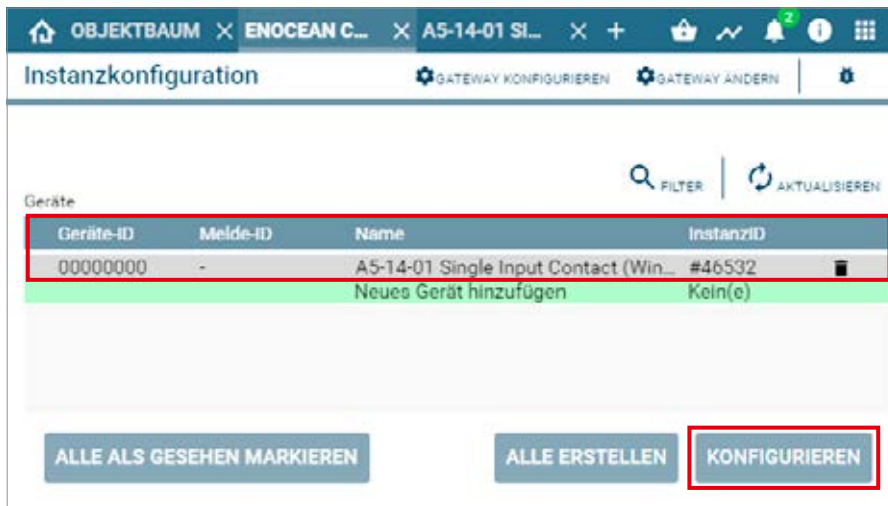 OBJEKTBAUM ENOCEAN C... A5-14-01 SI... 2
Instanzkonfiguration GATEWAY KONFIGURIEREN GATEWAY ÄNDERN
FILTER AKTUALISIEREN
Geräte
Geräte-ID Melde-ID Name InstanzID
00000000 - A5-14-01 Single Input Contact (Win... #46532
Neues Gerät hinzufügen Kein(e)
ALLE ALS GESEHEN MARKIEREN ALLE ERSTELLEN KONFIGURIEREN